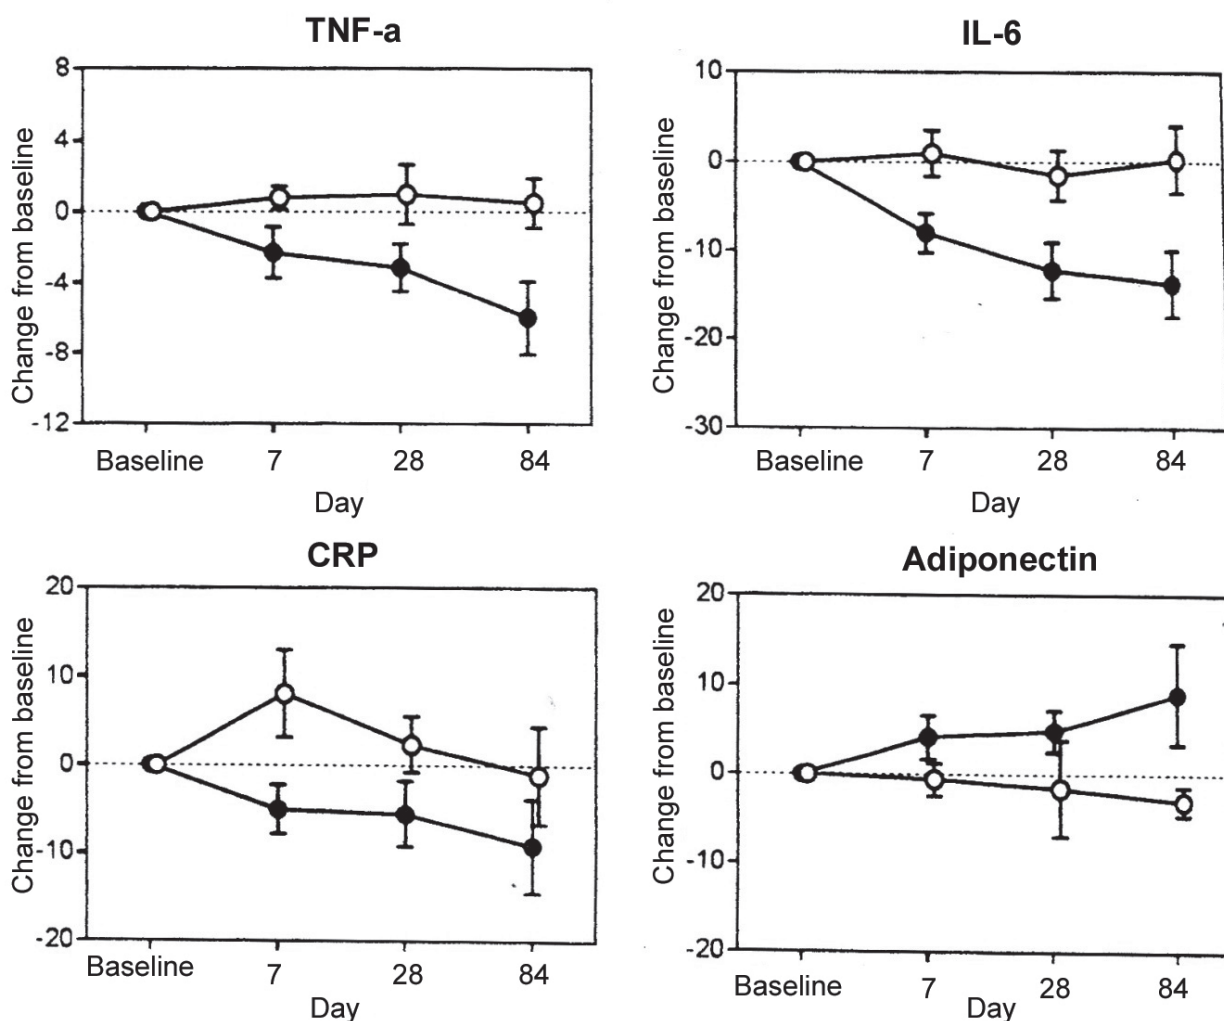 TNF-a
8
4
0
-4
-8
-12
Change from baseline
Baseline 7 28 84
Day
IL-6
10
0
-10
-20
-30
Change from baseline
Baseline 7 28 84
Day
CRP
20
10
0
-10
-20
Change from baseline
Baseline 7 28 84
Day
Adiponectin
20
10
0
-10
-20
Change from baseline
Baseline 7 28 84
Day